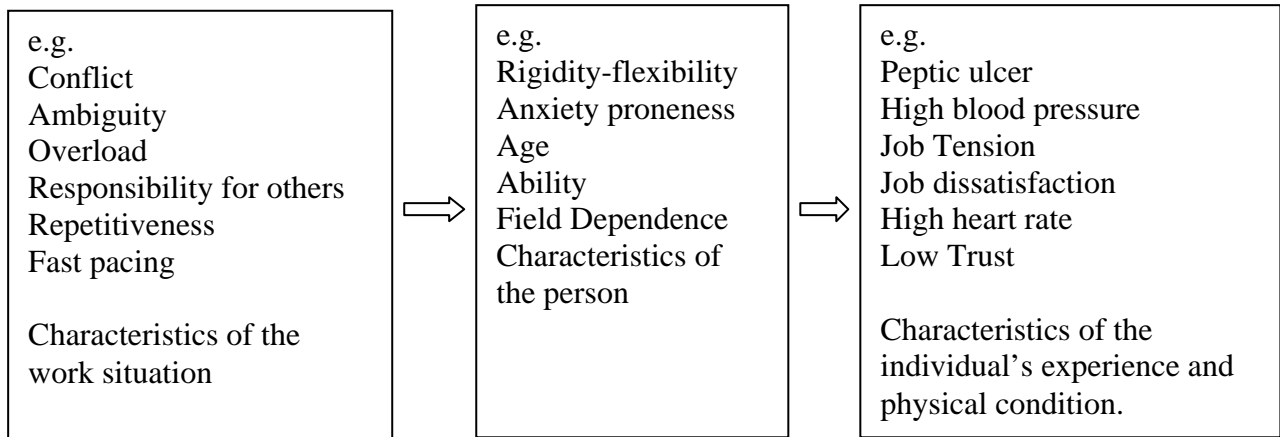 e.g.
Conflict
Ambiguity
Overload
Responsibility for others
Repetitiveness
Fast pacing
Characteristics of the
work situation
e.g.
Rigidity-flexibility
Anxiety proneness
Age
Ability
Field Dependence
Characteristics of
the person
e.g.
Peptic ulcer
High blood pressure
Job Tension
Job dissatisfaction
High heart rate
Low Trust
Characteristics of the
individual’s experience and
physical condition.